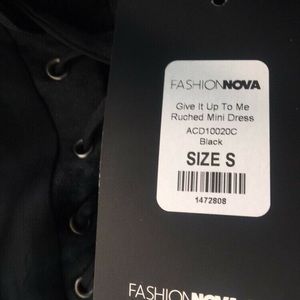 FASHIONNOVA
Give It Up To Me
Ruched Mini Dress
ACD10020C
Black
SIZE S
1472808
FASHIONNOVA